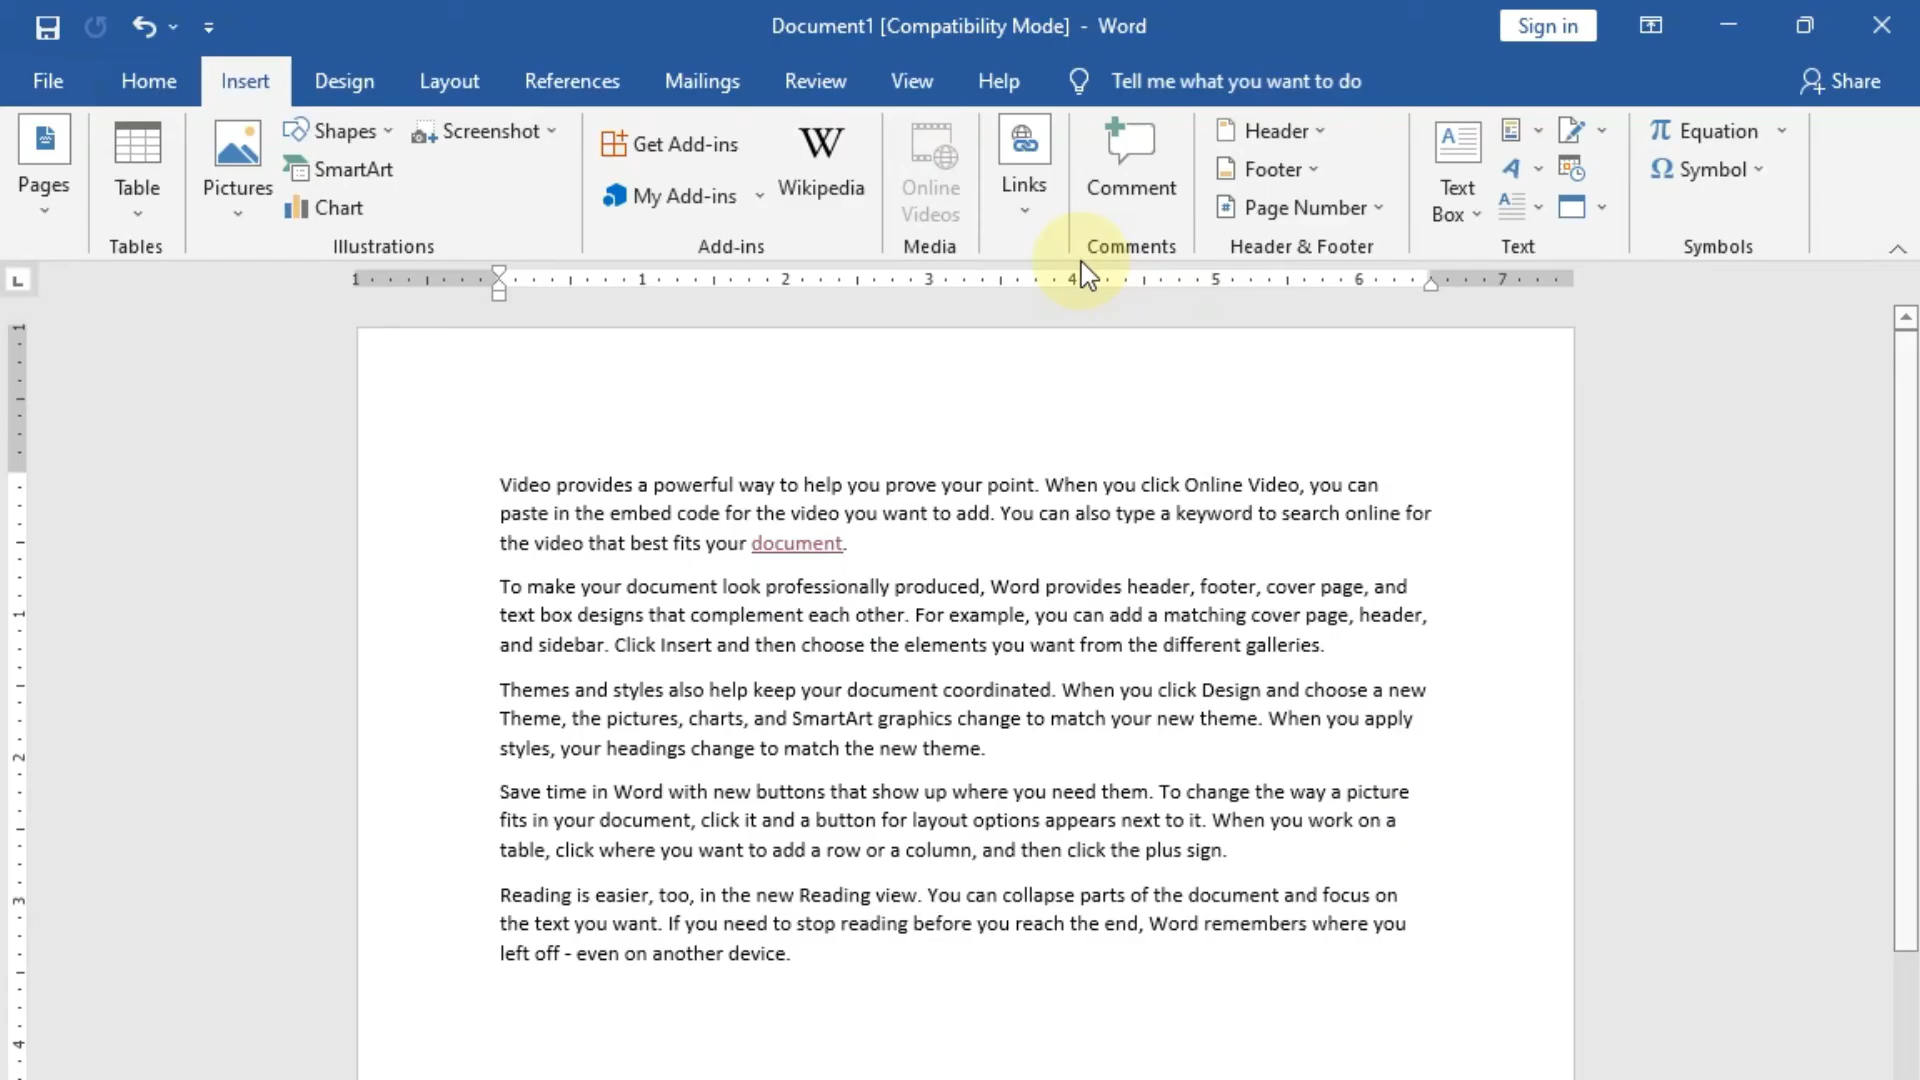 Document1 [Compatibility Mode] - Word
Sign in
File Home Insert Design Layout References Mailings Review View Help Tell me what you want to do Share
Pages
Table
Tables
Pictures
Shapes
SmartArt
Chart
Screenshot
Illustrations
Get Add-ins
My Add-ins
W
Wikipedia
Add-ins
Online
Videos
Media
Links
Comment
Comments
Header
Footer
Page Number
Header & Footer
Text
Box
Text
π Equation
Ω Symbol
Symbols
1 1 2 3 4 5 6 7
1
1
2
3
4
Video provides a powerful way to help you prove your point. When you click Online Video, you can
paste in the embed code for the video you want to add. You can also type a keyword to search online for
the video that best fits your document.
To make your document look professionally produced, Word provides header, footer, cover page, and
text box designs that complement each other. For example, you can add a matching cover page, header,
and sidebar. Click Insert and then choose the elements you want from the different galleries.
Themes and styles also help keep your document coordinated. When you click Design and choose a new
Theme, the pictures, charts, and SmartArt graphics change to match your new theme. When you apply
styles, your headings change to match the new theme.
Save time in Word with new buttons that show up where you need them. To change the way a picture
fits in your document, click it and a button for layout options appears next to it. When you work on a
table, click where you want to add a row or a column, and then click the plus sign.
Reading is easier, too, in the new Reading view. You can collapse parts of the document and focus on
the text you want. If you need to stop reading before you reach the end, Word remembers where you
left off - even on another device.